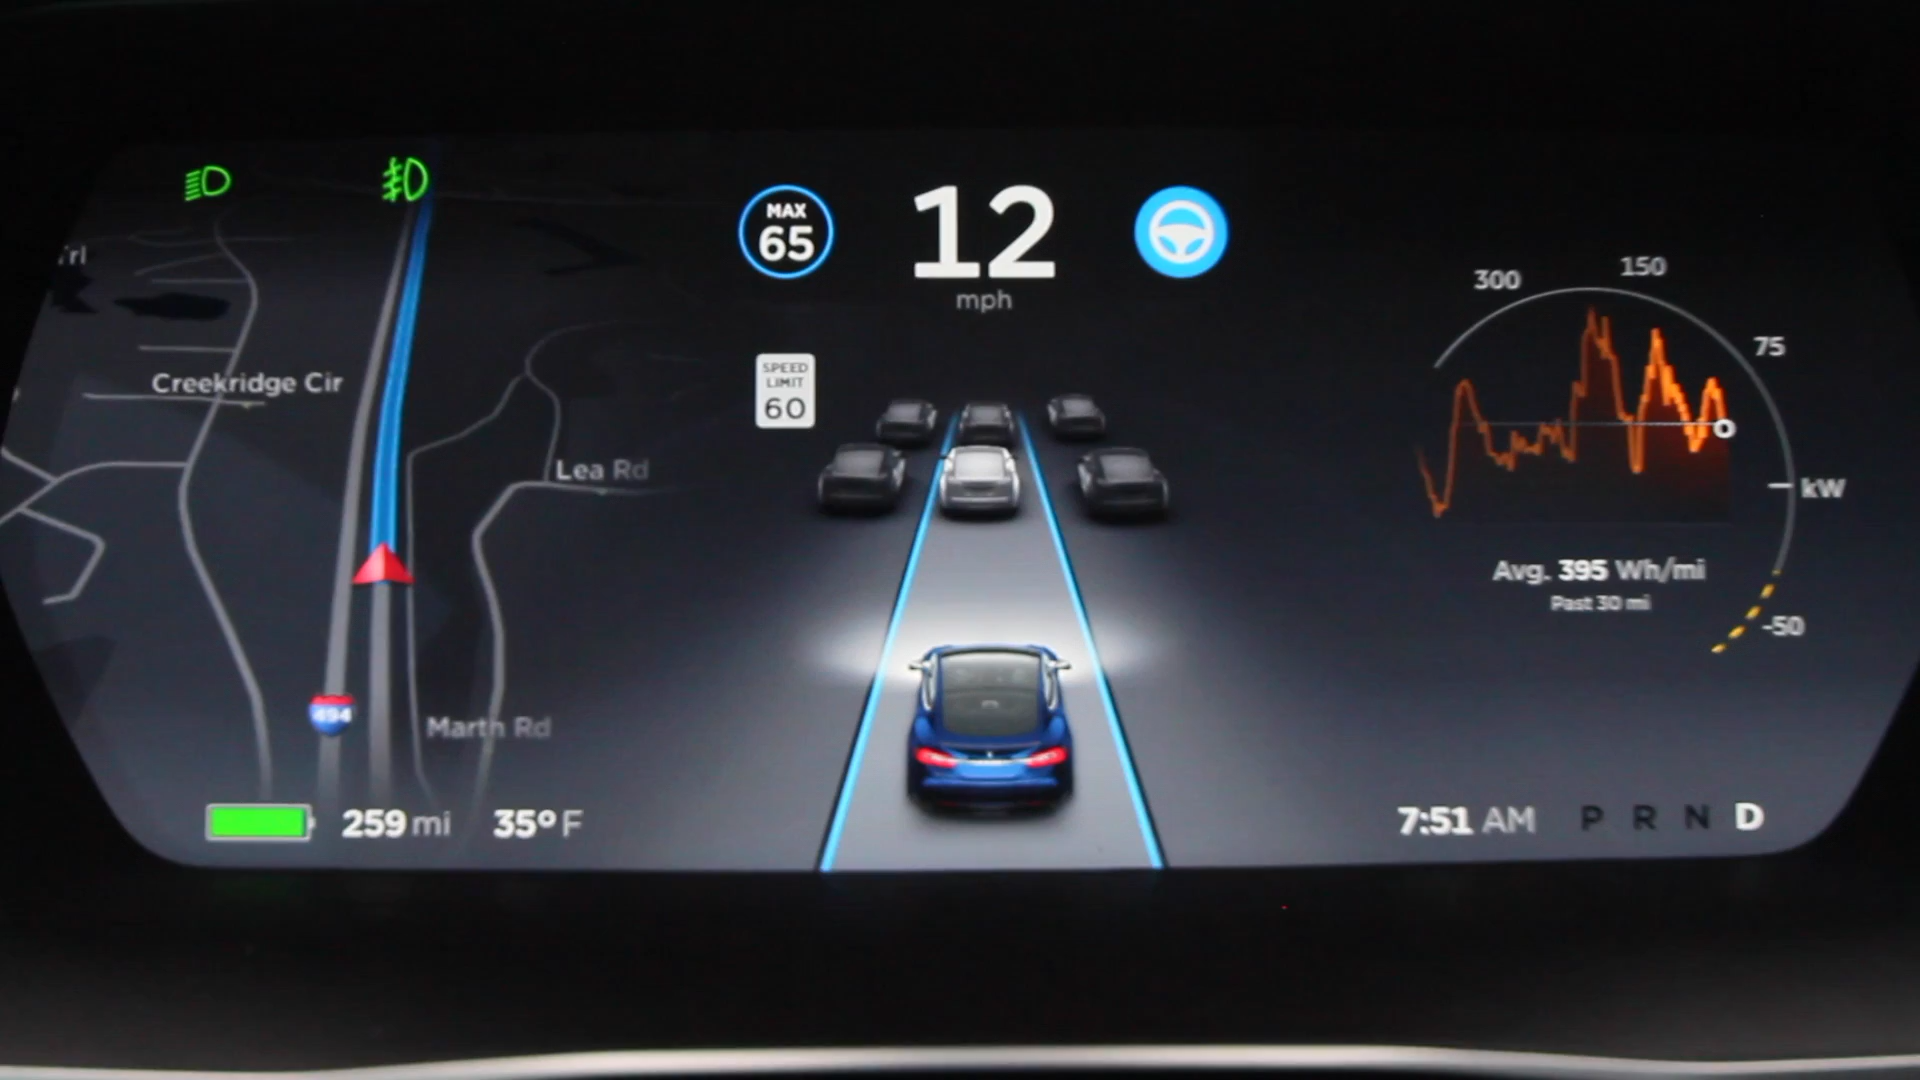 MAX
65
12
mph
SPEED
LIMIT
60
Creekridge Cir
Lea Rd
494
Marth Rd
259 mi
35° F
300
150
75
kW
-50
Avg. 395 Wh/mi
Past 30 mi
7:51 AM
P R N D